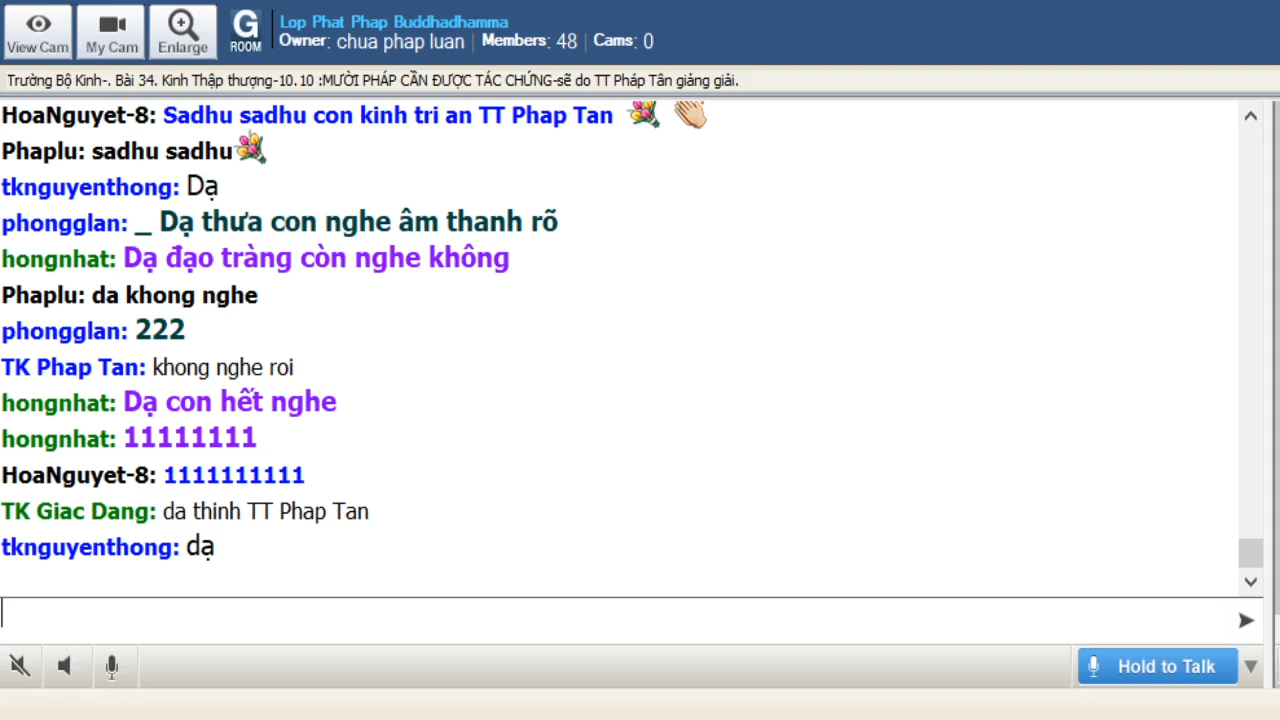 View Cam
My Cam
Enlarge
G
ROOM
Lop Phat Phap Buddhadhamma
Owner: chua phap luan | Members: 48 | Cams: 0
Trường Bộ Kinh-. Bài 34. Kinh Thập thượng-10.10 :MƯỜI PHÁP CẦN ĐƯỢC TÁC CHỨNG-sẽ do TT Pháp Tân giảng giải.
HoaNguyet-8: Sadhu sadhu con kinh tri an TT Phap Tan
Phaplu: sadhu sadhu
tknguyenthong: Dạ
phongglan: _ Dạ thưa con nghe âm thanh rõ
hongnhat: Dạ đạo tràng còn nghe không
Phaplu: da khong nghe
phongglan: 222
TK Phap Tan: khong nghe roi
hongnhat: Dạ con hết nghe
hongnhat: 11111111
HoaNguyet-8: 1111111111
TK Giac Dang: da thinh TT Phap Tan
tknguyenthong: dạ
Hold to Talk